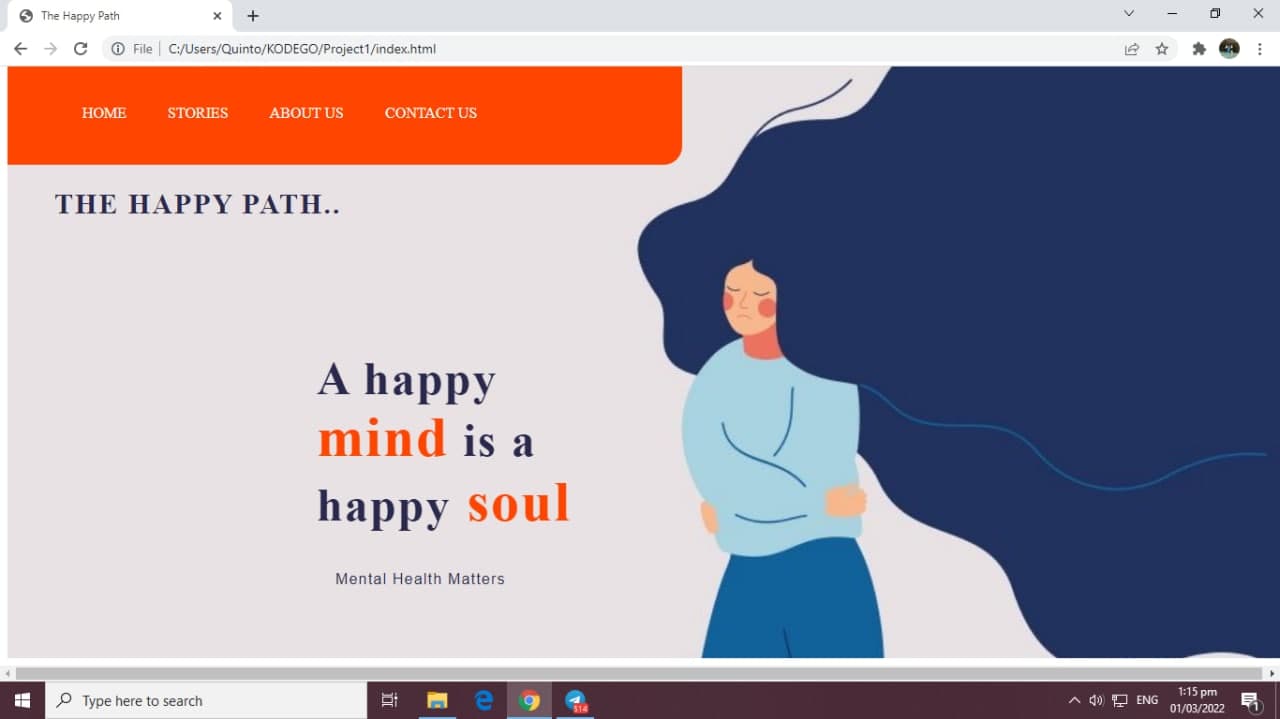 The Happy Path
File
C:/Users/Quinto/KODEGO/Project1/index.html
HOME STORIES ABOUT US CONTACT US
THE HAPPY PATH..
A happy
mind is a
happy soul
Mental Health Matters
Type here to search
514
ENG
1:15 pm
01/03/2022
1